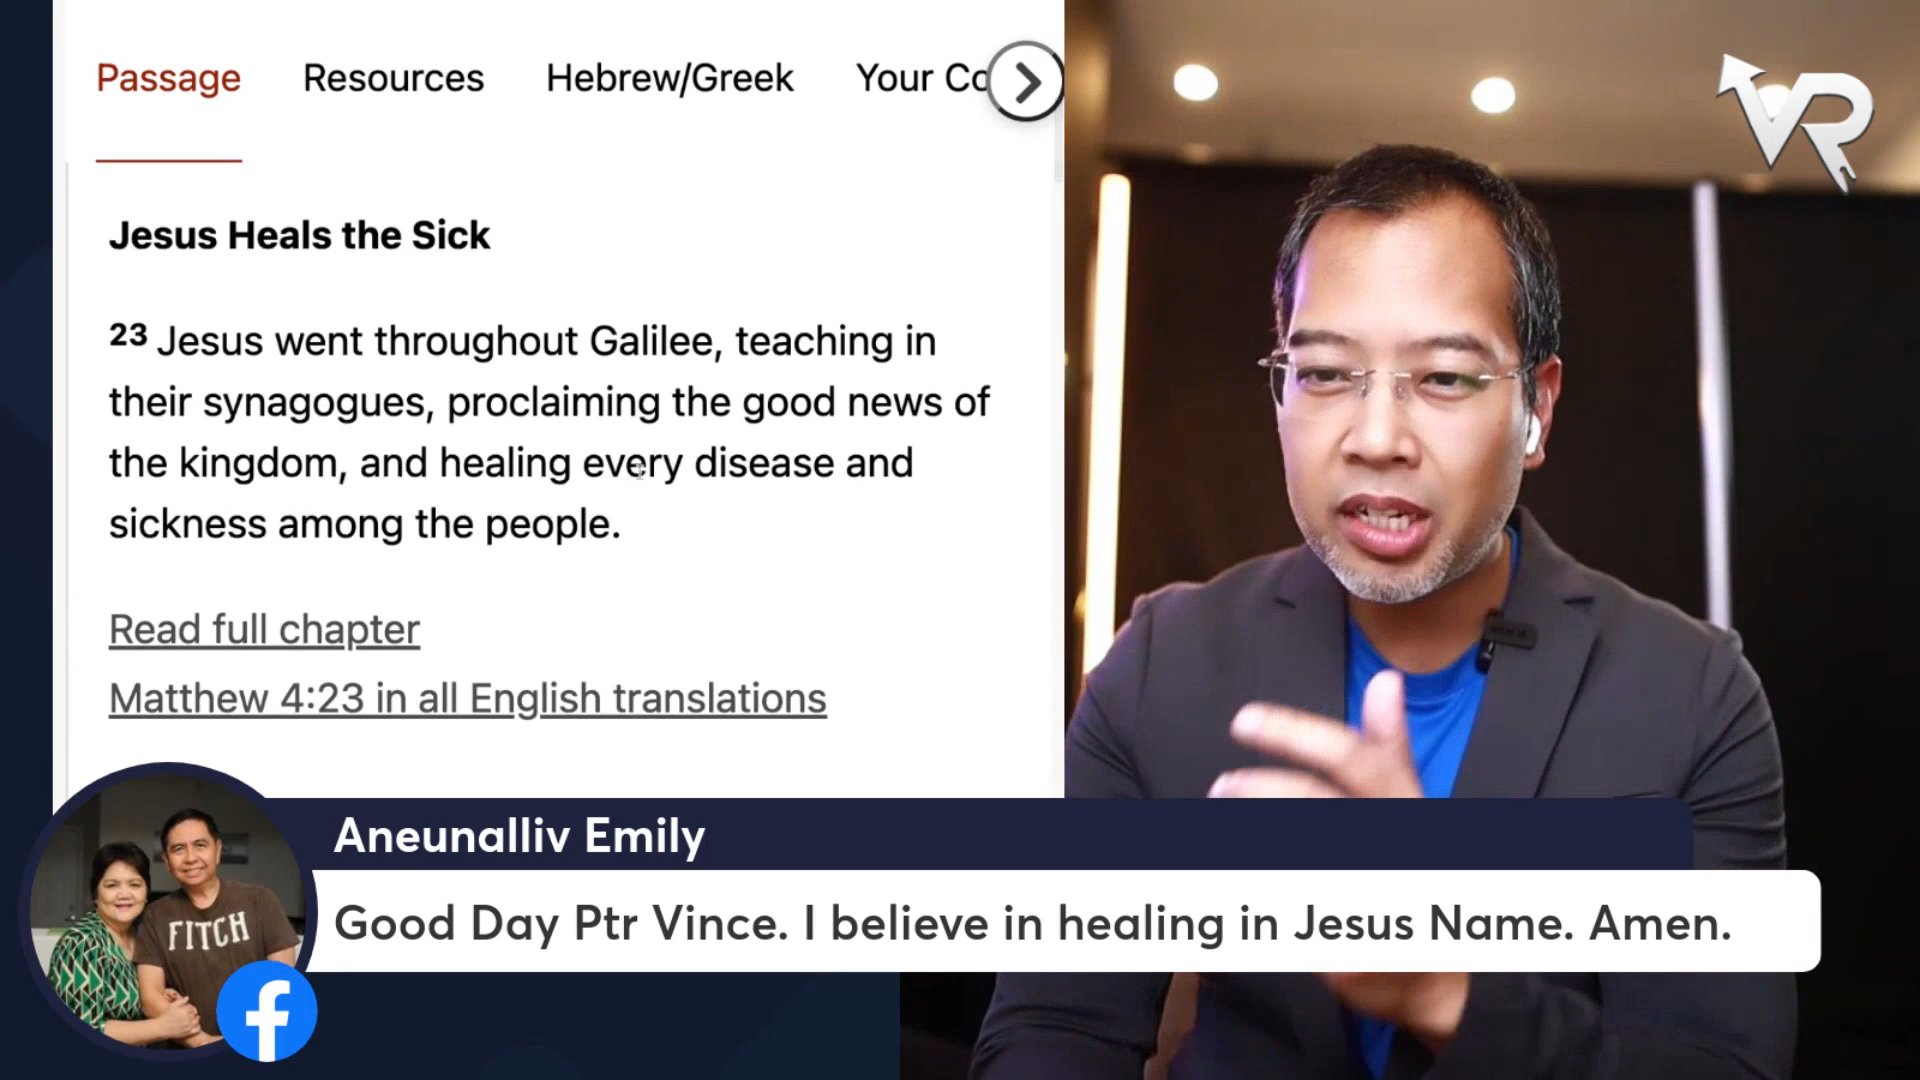 Passage Resources Hebrew/Greek Your Co
VR
Jesus Heals the Sick
23 Jesus went throughout Galilee, teaching in
their synagogues, proclaiming the good news of
the kingdom, and healing every disease and
sickness among the people.
Read full chapter
Matthew 4:23 in all English translations
Aneunalliv Emily
FITCH
Good Day Ptr Vince. I believe in healing in Jesus Name. Amen.